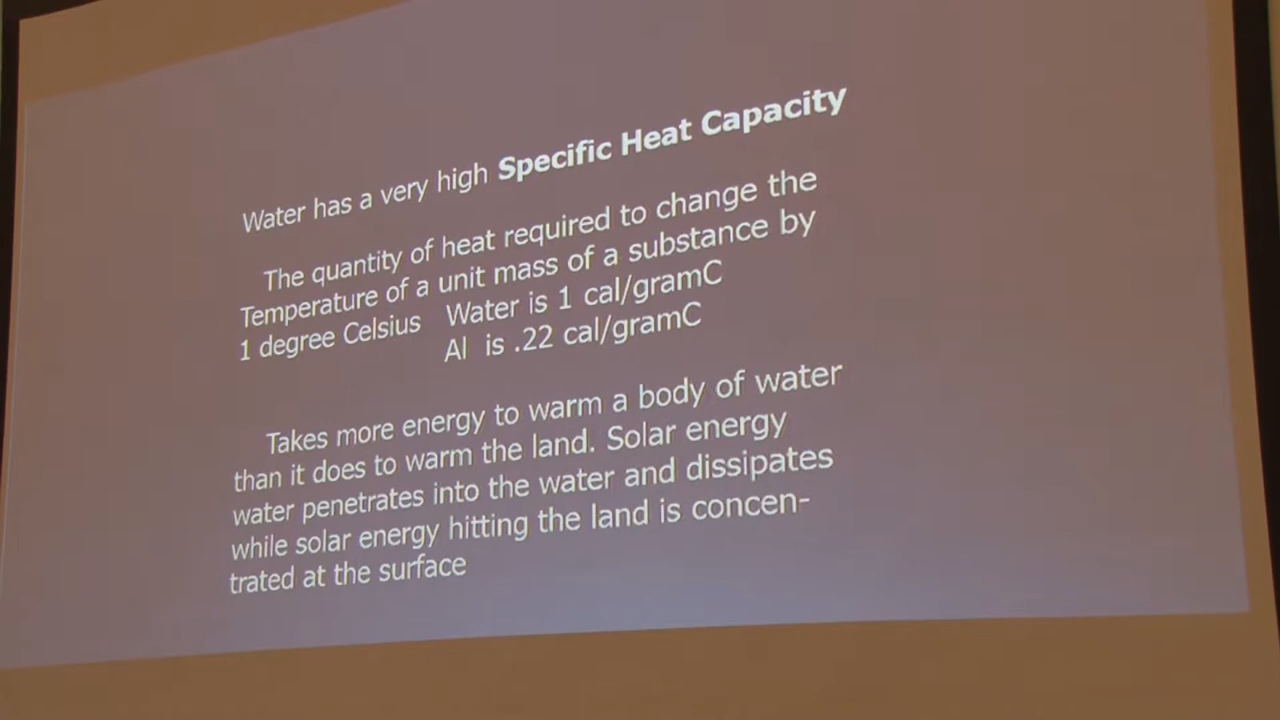 Water has a very high Specific Heat Capacity
The quantity of heat required to change the
Temperature of a unit mass of a substance by
1 degree Celsius Water is 1 cal/gramC
Al is .22 cal/gramC
Takes more energy to warm a body of water
than it does to warm the land. Solar energy
water penetrates into the water and dissipates
while solar energy hitting the land is concen-
trated at the surface